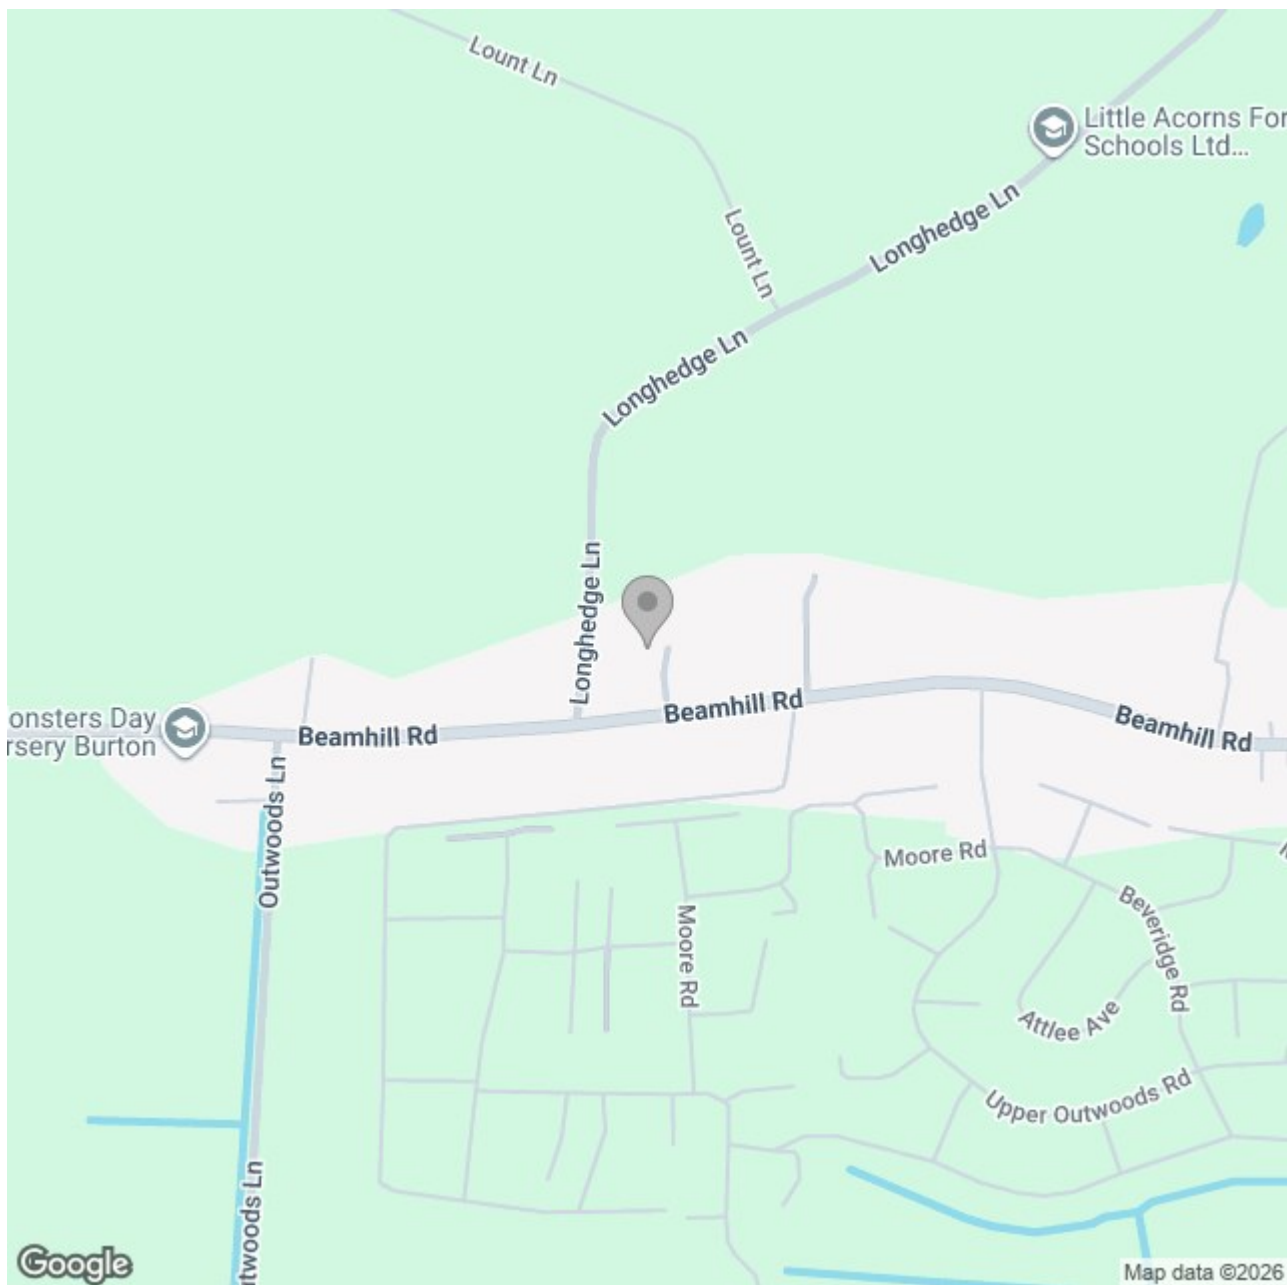 Lount Ln
Little Acorns For
Schools Ltd...
Longhedge Ln
Lount Ln
Longhedge Ln
Longhedge Ln
Beamhill Rd
Beamhill Rd
Beamhill Rd
onsters Day
rsery Burton
Outwoods Ln
Moore Rd
Beveridge Rd
Moore Rd
Attlee Ave
Upper Outwoods Rd
utwoods Ln
Google
Map data ©2026